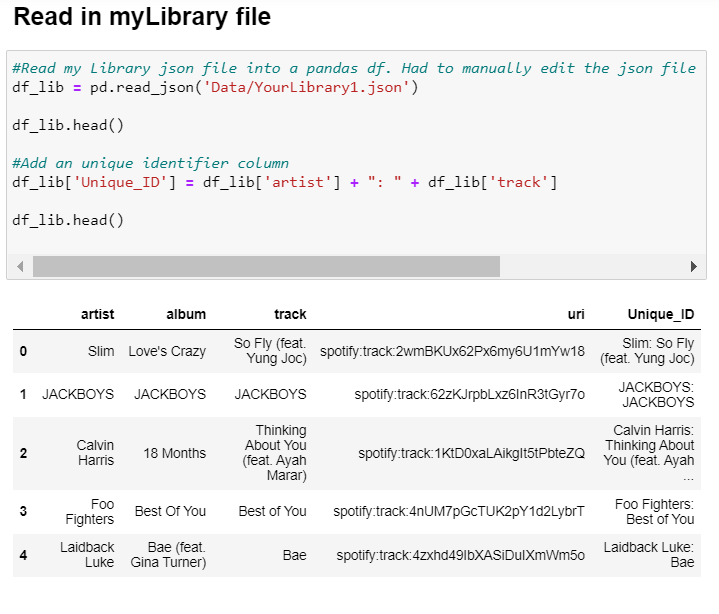 Read in myLibrary file
#Read my Library json file into a pandas df. Had to manually edit the json file
df_lib = pd.read_json('Data/YourLibrary1.json')
df_lib.head()
#Add an unique identifier column
df_lib['Unique_ID'] = df_lib['artist'] + ": " + df_lib['track']
df_lib.head()
artist album track uri Unique_ID
0 Slim Love's Crazy So Fly (feat. Yung Joc) spotify:track:2wmBKUx62Px6my6U1mYw18 Slim: So Fly (feat. Yung Joc)
1 JACKBOYS JACKBOYS JACKBOYS spotify:track:62zKJrpbLxz6InR3tGyr7o JACKBOYS: JACKBOYS
2 Calvin Harris 18 Months Thinking About You (feat. Ayah Marar) spotify:track:1KtD0xaLAikgIt5tPbteZQ Calvin Harris: Thinking About You (feat. Ayah ...
3 Foo Fighters Best Of You Best of You spotify:track:4nUM7pGcTUK2pY1d2LybrT Foo Fighters: Best of You
4 Laidback Luke Bae (feat. Gina Turner) Bae spotify:track:4zxhd49IbXASiDulXmWm5o Laidback Luke: Bae